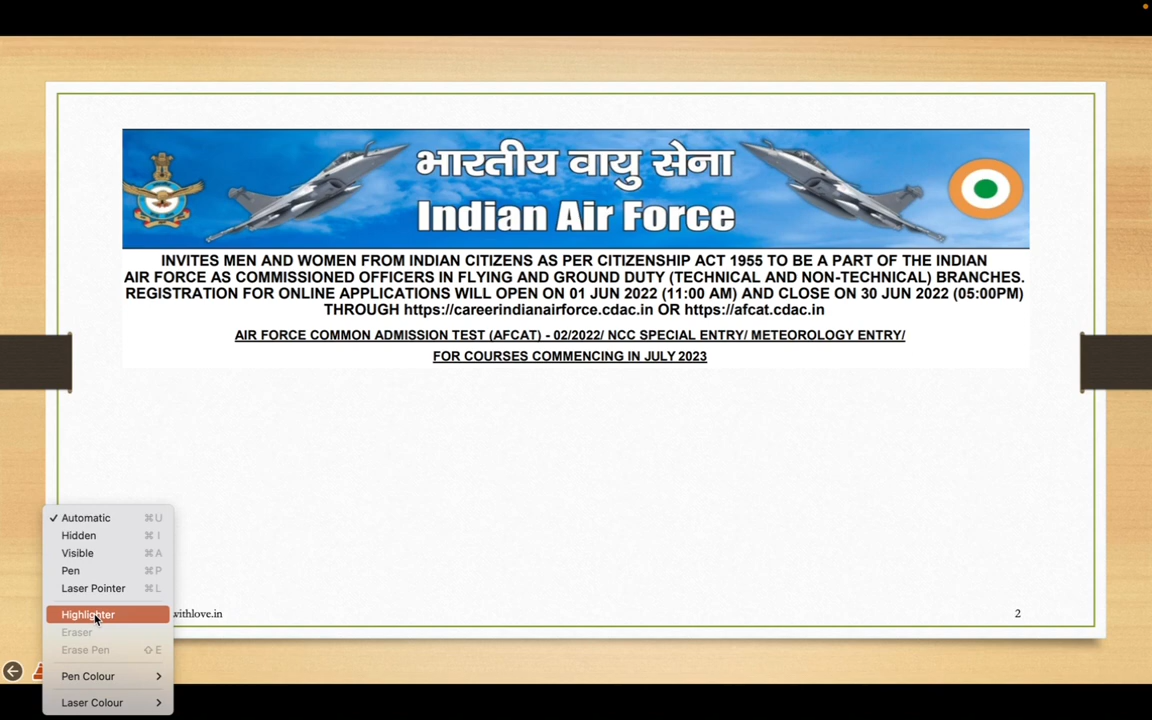 भारतीय वायु सेना
Indian Air Force
INVITES MEN AND WOMEN FROM INDIAN CITIZENS AS PER CITIZENSHIP ACT 1955 TO BE A PART OF THE INDIAN
AIR FORCE AS COMMISSIONED OFFICERS IN FLYING AND GROUND DUTY (TECHNICAL AND NON-TECHNICAL) BRANCHES.
REGISTRATION FOR ONLINE APPLICATIONS WILL OPEN ON 01 JUN 2022 (11:00 AM) AND CLOSE ON 30 JUN 2022 (05:00PM)
THROUGH https://careerindianairforce.cdac.in OR https://afcat.cdac.in
AIR FORCE COMMON ADMISSION TEST (AFCAT) - 02/2022/ NCC SPECIAL ENTRY/ METEOROLOGY ENTRY/
FOR COURSES COMMENCING IN JULY 2023
✓ Automatic ⌘U
Hidden ⌘I
Visible ⌘A
Pen ⌘P
Laser Pointer ⌘L
Highlighter
Eraser
Erase Pen ⇧E
Pen Colour
Laser Colour
withlove.in
2